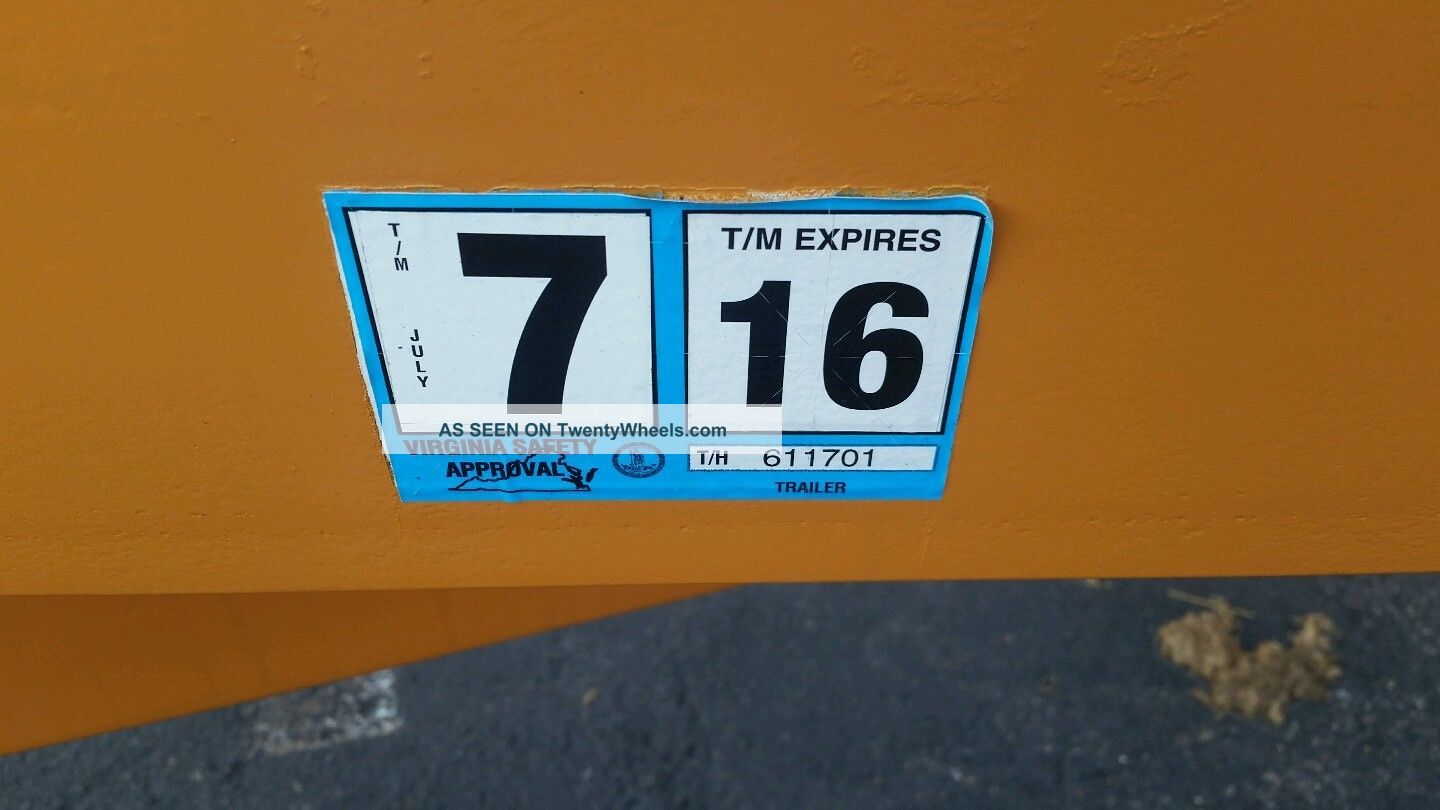 T/M
JULY
7
T/M EXPIRES
16
AS SEEN ON TwentyWheels.com
VIRGINIA SAFETY
APPROVAL
T/H 611701
TRAILER